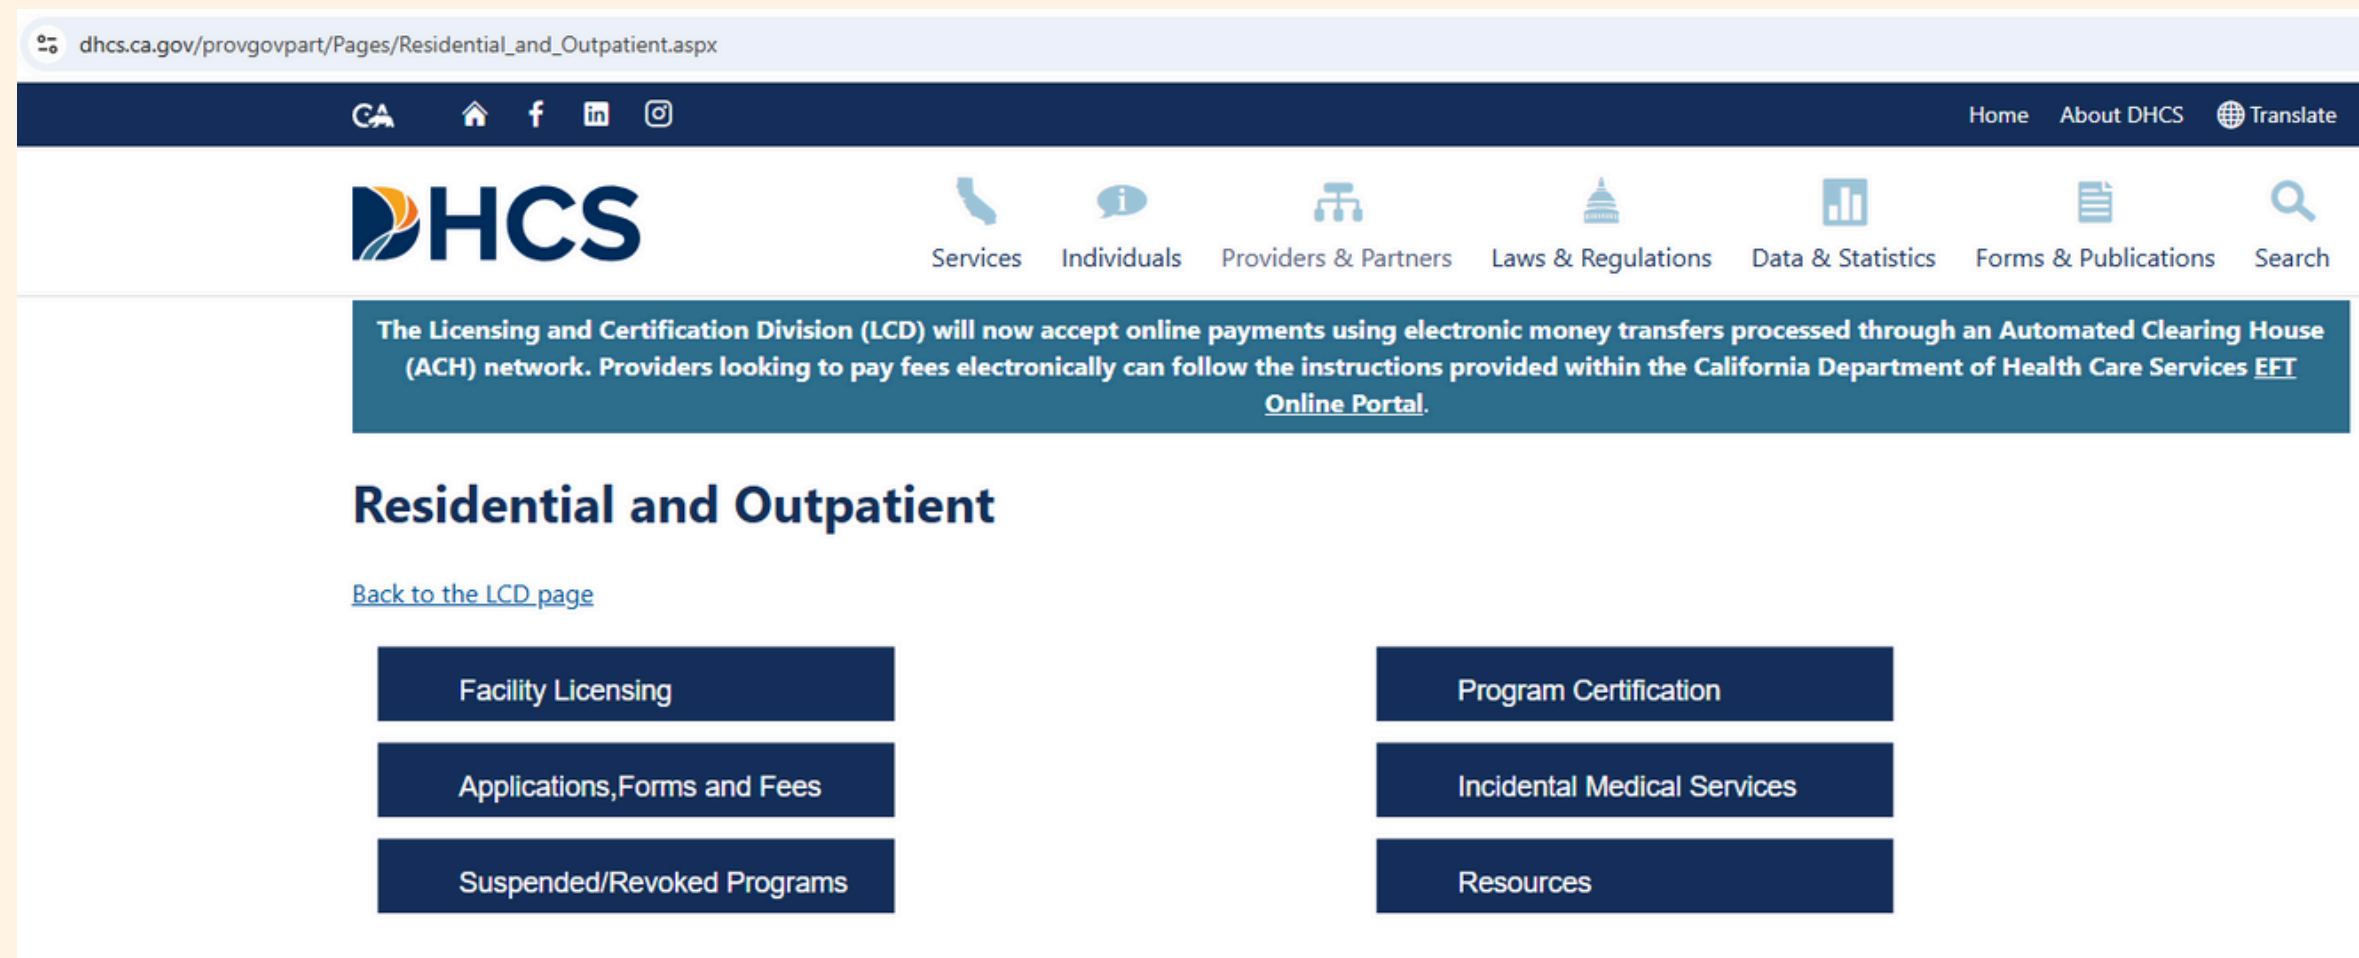 dhcs.ca.gov/provgovpart/Pages/Residential_and_Outpatient.aspx
CA
Home About DHCS Translate
DHCS
Services Individuals Providers & Partners Laws & Regulations Data & Statistics Forms & Publications Search
The Licensing and Certification Division (LCD) will now accept online payments using electronic money transfers processed through an Automated Clearing House
(ACH) network. Providers looking to pay fees electronically can follow the instructions provided within the California Department of Health Care Services EFT
Online Portal.
Residential and Outpatient
Back to the LCD page
Facility Licensing
Program Certification
Applications,Forms and Fees
Incidental Medical Services
Suspended/Revoked Programs
Resources